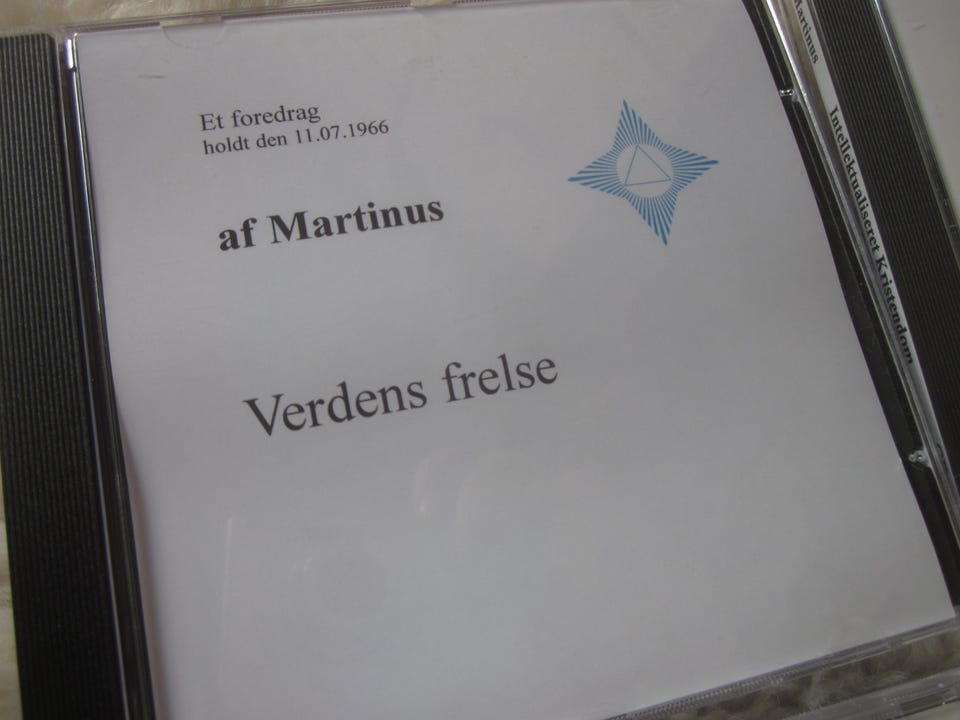 Et foredrag
holdt den 11.07.1966
af Martinus
Verdens frelse
Martinus
Intellektualiseret Kristendom